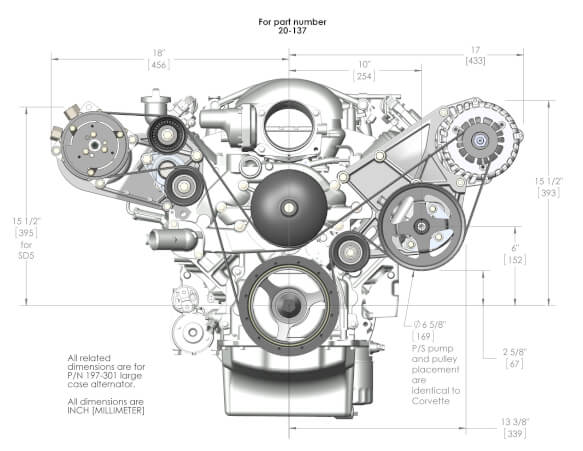 For part number
20-137
18"
[456]
17
[433]
10"
[254]
15 1/2"
[395]
for
SD5
15 1/2"
[393]
6"
[152]
Ø 6 5/8"
[169]
P/S pump
and pulley
placement
are
identical to
Corvette
2 5/8"
[67]
13 3/8"
[339]
All related
dimensions are for
P/N 197-301 large
case alternator.
All dimensions are
INCH [MILLIMETER]